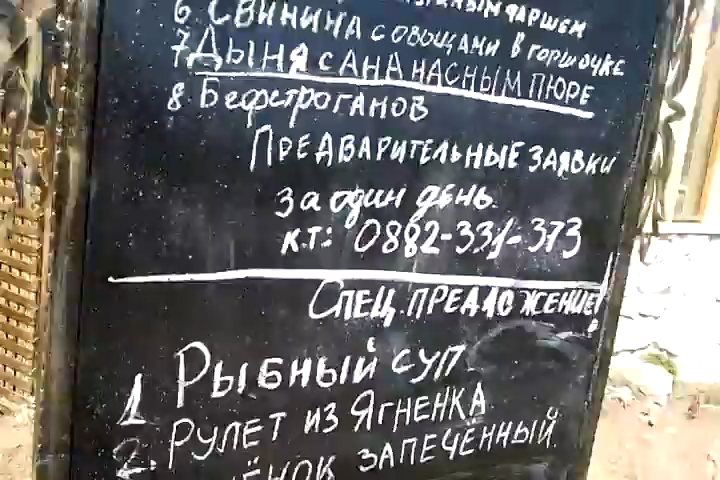 фаршем
6 Свинина с овощами в горшочке
7 Дыня с ананасным пюре
8 Бефстроганов
Предварительные заявки
за один день.
к.т: 0882-331-373
Спец. предложение!
1 Рыбный суп
2. Рулет из ягненка
запечённый